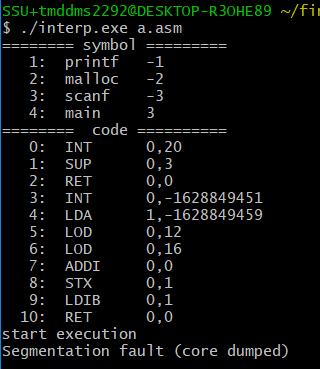 SSU+tmddms2292@DESKTOP-R3OHE89 ~/fi
$ ./interp.exe a.asm
======== symbol ==========
1: printf -1
2: malloc -2
3: scanf -3
4: main 3
======== code ==========
0: INT 0,20
1: SUP 0,3
2: RET 0,0
3: INT 0,-1628849451
4: LDA 1,-1628849459
5: LOD 0,12
6: LOD 0,16
7: ADDI 0,0
8: STX 0,1
9: LDIB 0,1
10: RET 0,0
start execution
Segmentation fault (core dumped)